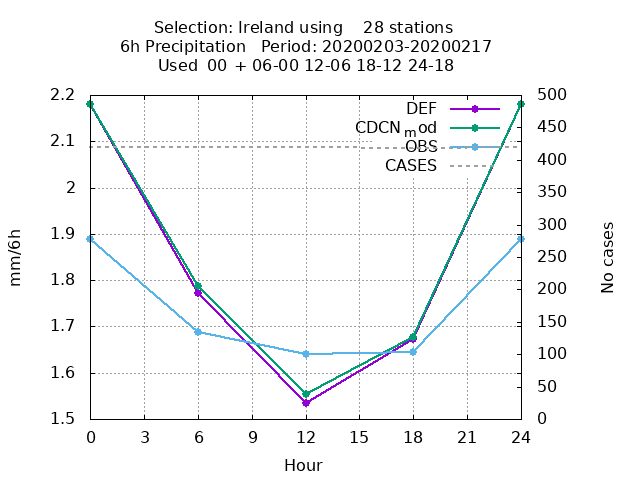 Selection: Ireland using    28 stations
6h Precipitation   Period: 20200203-20200217
Used  00 + 06-00 12-06 18-12 24-18
2.2 500
DEF
450
CDCN mod
2.1
OBS 400
CASES
2 350
1.9 300
250
1.8 200
1.7 150
100
1.6 50
1.5 0
0 3 6 9 12 15 18 21 24
Hour
mm/6h
No cases